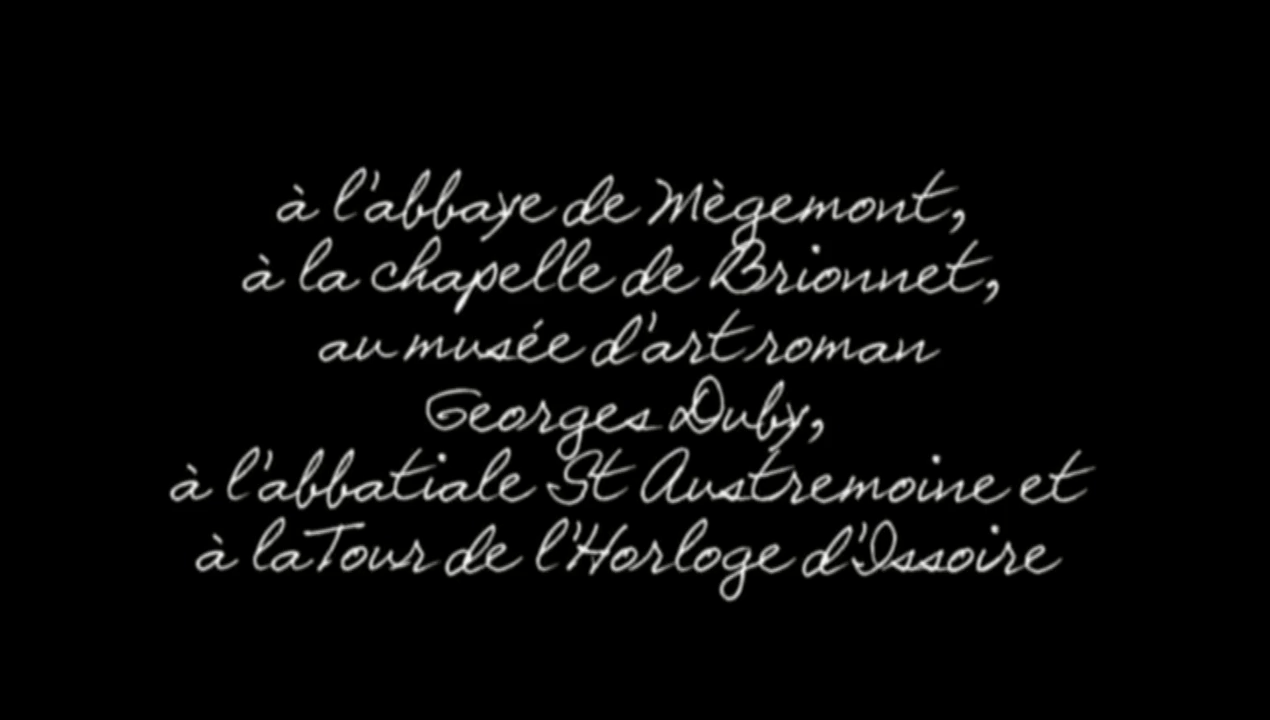 à l'abbaye de Mègemont,
à la chapelle de Brionnet,
au musée d'art roman
Georges Duby,
à l'abbatiale St Austremoine et
à la Tour de l'Horloge d'Issoire